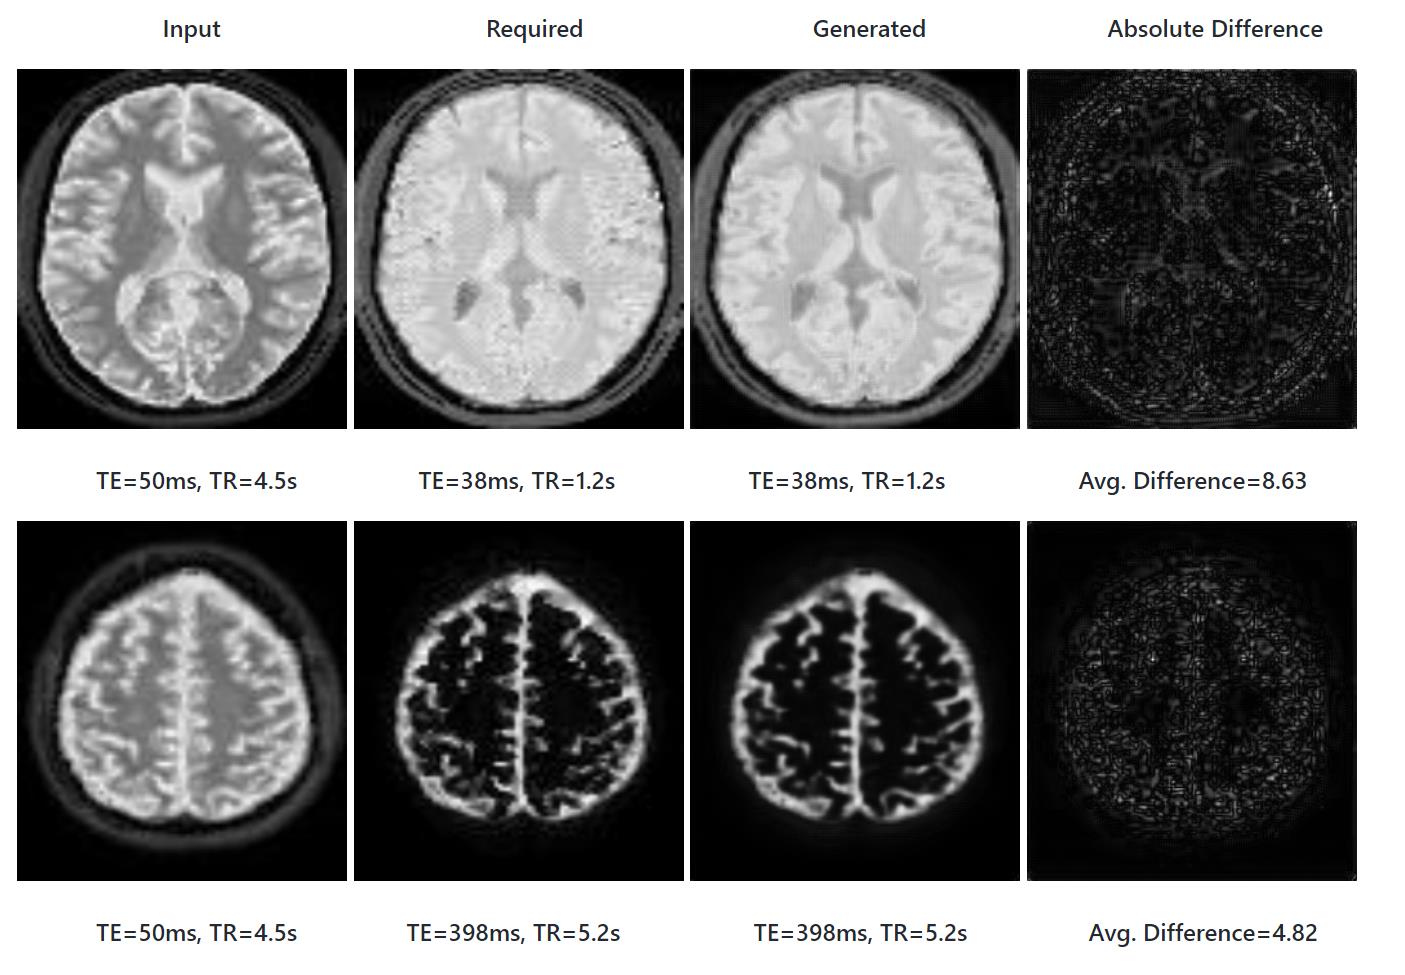 Input Required Generated Absolute Difference
TE=50ms, TR=4.5s TE=38ms, TR=1.2s TE=38ms, TR=1.2s Avg. Difference=8.63
TE=50ms, TR=4.5s TE=398ms, TR=5.2s TE=398ms, TR=5.2s Avg. Difference=4.82